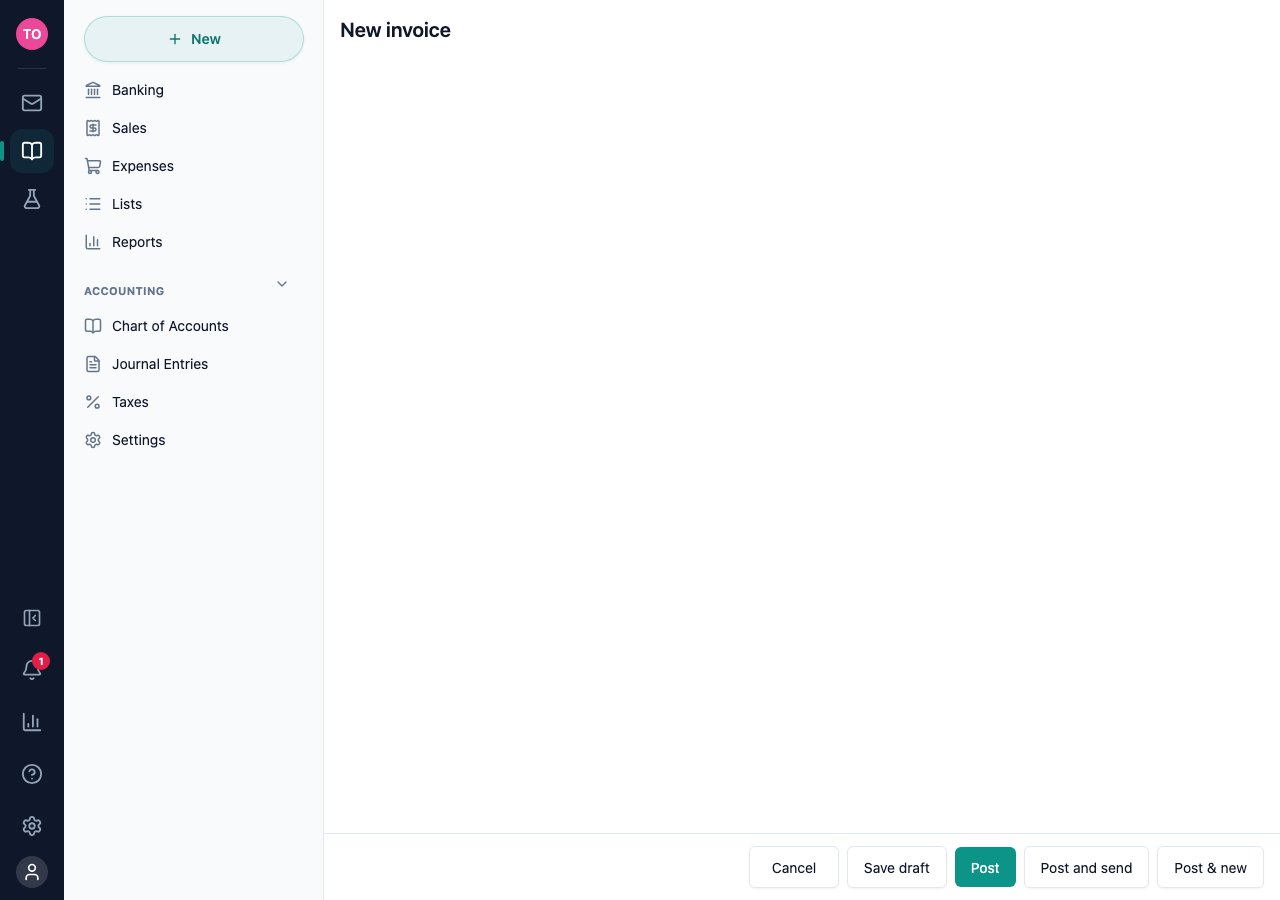 TO
New
Banking
Sales
Expenses
Lists
Reports
ACCOUNTING
Chart of Accounts
Journal Entries
Taxes
Settings
1
New invoice
Cancel
Save draft
Post
Post and send
Post & new